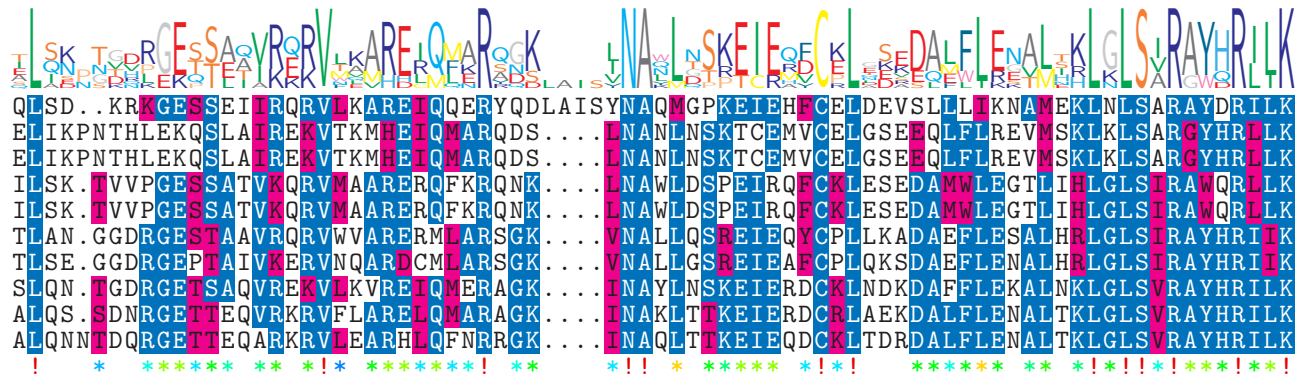 QLSD..KRKGESSEIIRQRVLKAREIQQERYQDLAISYNAQMGPKEIEHFCELDEVSLLLIKNAMEKLNLSARAYDRILK
ELIKPNTHLEKQSLAIREKVTKMHEIQMARQDS....LNANLNSKTCEMVCELGSEEQLFLREVMSKLKLSARGYHRLLK
ELIKPNTHLEKQSLAIREKVTKMHEIQMARQDS....LNANLNSKTCEMVCELGSEEQLFLREVMSKLKLSARGYHRLLK
ILSK.TVVPGESSATVKQRVMAARERQFKRQNK....LNAWLDSPEIRQFCKLESEDAMWLEGTLIHLGLSIRAWQRLLK
ILSK.TVVPGESSATVKQRVMAARERQFKRQNK....LNAWLDSPEIRQFCKLESEDAMWLEGTLIHLGLSIRAWQRLLK
TLAN.GGDRGESTAAVRQRVWVARERMLARSGK....VNALLQSREIEQYCPLLKADAEFLESALHRLGLSIRAYHRIIK
TLSE.GGDRGEPTAIVKERVNQARDCMLARSGK....VNALLGSREIEAFCPLQKSDAEFLENALHRLGLSIRAYHRIIK
SLQN.TGDRGETSAQVREKVLKVREIQMERAGK....INAYLNSKEIERDCKLNDKDAFFLEKALNKLGLSVRAYHRILK
ALQS.SDNRGETTEQVRKRVFLARELQMARAGK....INAKLTTKEIERDCRLAEKDALFLENALTKLGLSVRAYHRILK
ALQNNTDQRGETTEQARKRVLEARHLQFNRRGK....INAQLTTKEIEQDCKLTDRDALFLENALTKLGLSVRAYHRILK